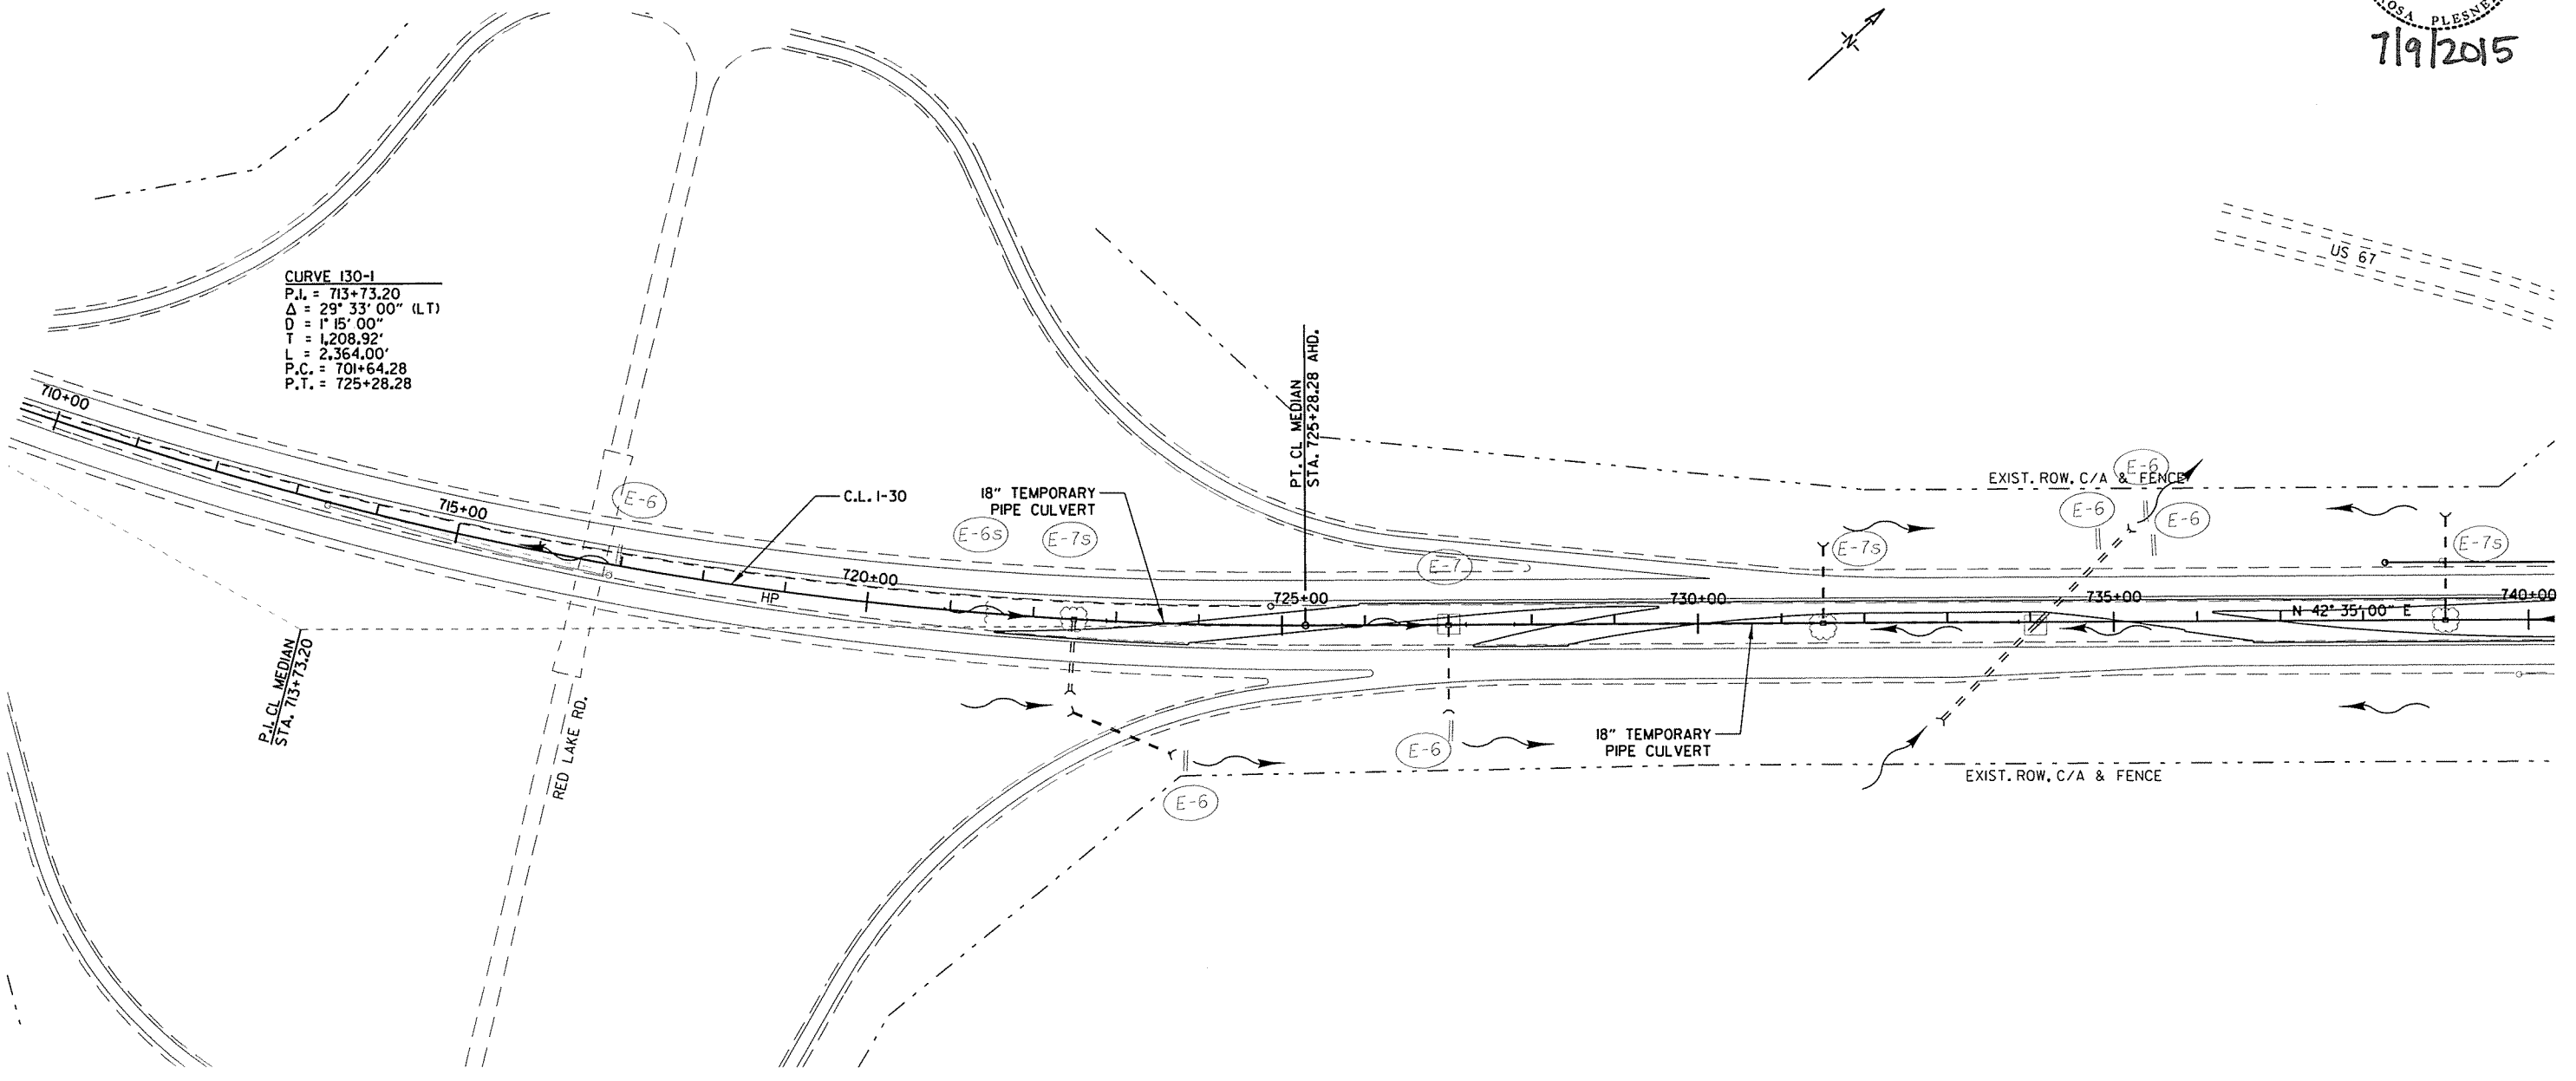 OSA PLESNE
7/9/2015
N
US 67
CURVE 130-1
P.I. = 713+73.20
Δ = 29° 33' 00" (LT)
D = 1° 15' 00"
T = 1,208.92'
L = 2,364.00'
P.C. = 701+64.28
P.T. = 725+28.28
710+00
715+00
E-6
C.L. I-30
18" TEMPORARY
PIPE CULVERT
E-6S
E-7S
720+00
HP
PT. CL MEDIAN
STA. 725+28.28 AHD.
725+00
E-7
730+00
E-7S
EXIST. ROW, C/A & FENCE
E-6
E-6
E-6
E-7S
735+00
N 42° 35' 00" E
740+00
P.I. CL MEDIAN
STA. 713+73.20
RED LAKE RD.
E-6
E-6
18" TEMPORARY
PIPE CULVERT
EXIST. ROW, C/A & FENCE